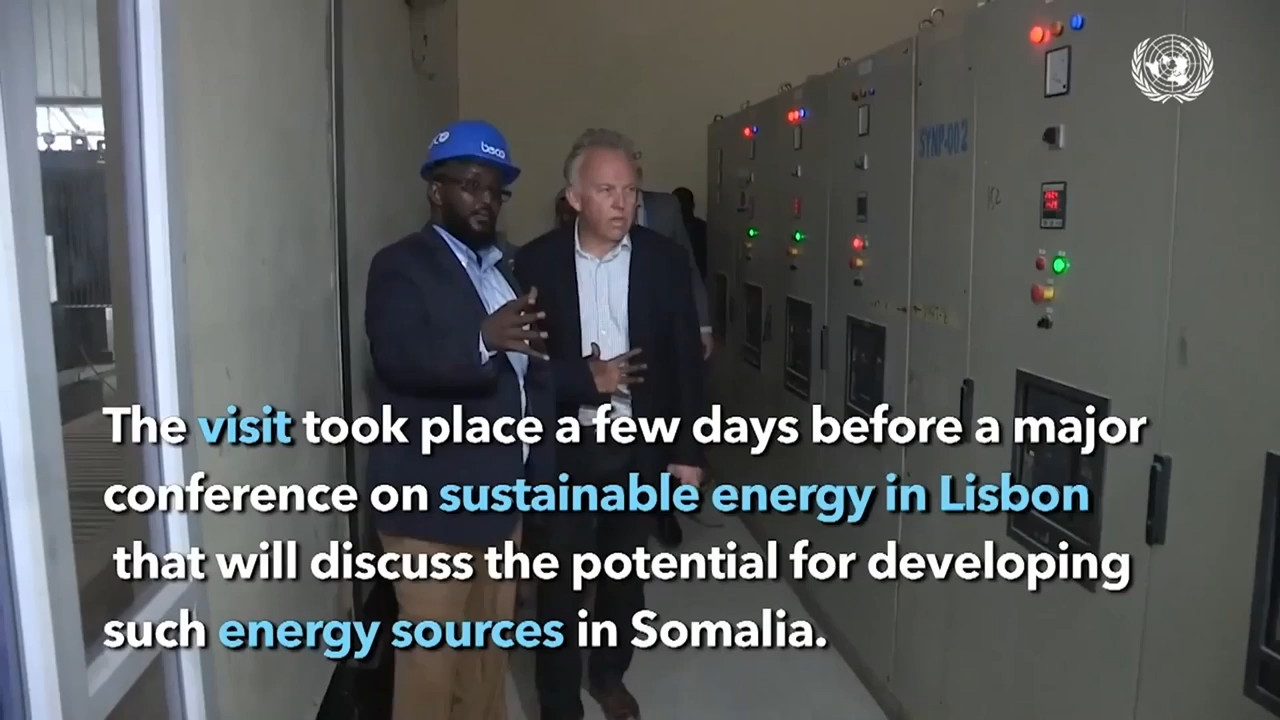 beco
SYNP-002
The visit took place a few days before a major
conference on sustainable energy in Lisbon
that will discuss the potential for developing
such energy sources in Somalia.